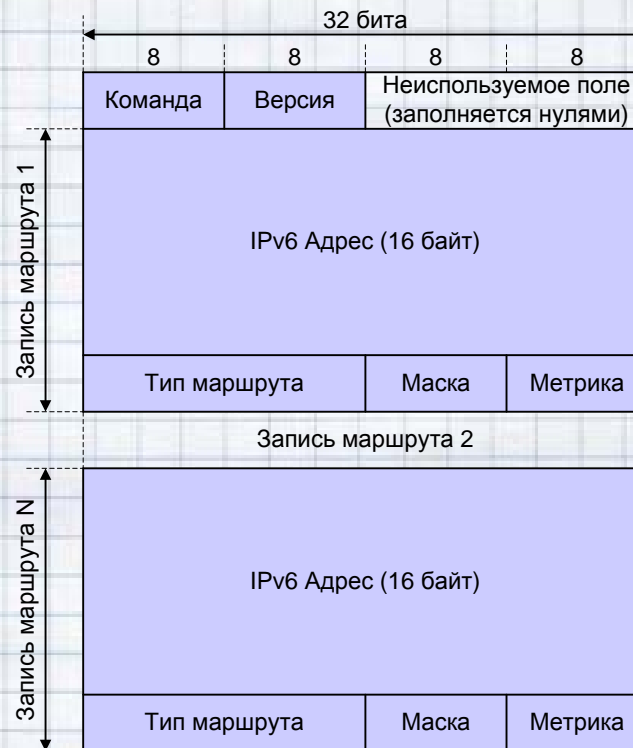 32 бита
8 8 8 8
Команда Версия Неиспользуемое поле
(заполняется нулями)
Запись маршрута 1
IPv6 Адрес (16 байт)
Тип маршрута Маска Метрика
Запись маршрута 2
Запись маршрута N
IPv6 Адрес (16 байт)
Тип маршрута Маска Метрика